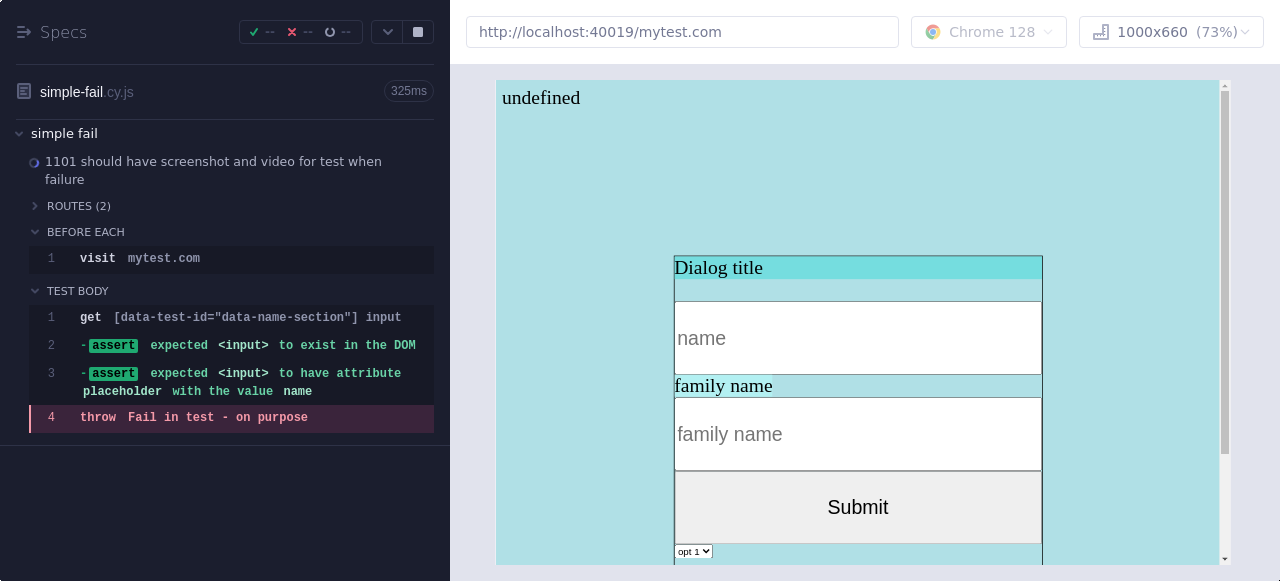 Specs
-- -- --
simple-fail.cy.js 325ms
simple fail
1101 should have screenshot and video for test when
failure
ROUTES (2)
BEFORE EACH
1 visit mytest.com
TEST BODY
1 get [data-test-id="data-name-section"] input
2 -assert expected <input> to exist in the DOM
3 -assert expected <input> to have attribute
placeholder with the value name
4 throw Fail in test - on purpose
http://localhost:40019/mytest.com
Chrome 128
1000x660 (73%)
undefined
Dialog title
name
family name
family name
Submit
opt 1